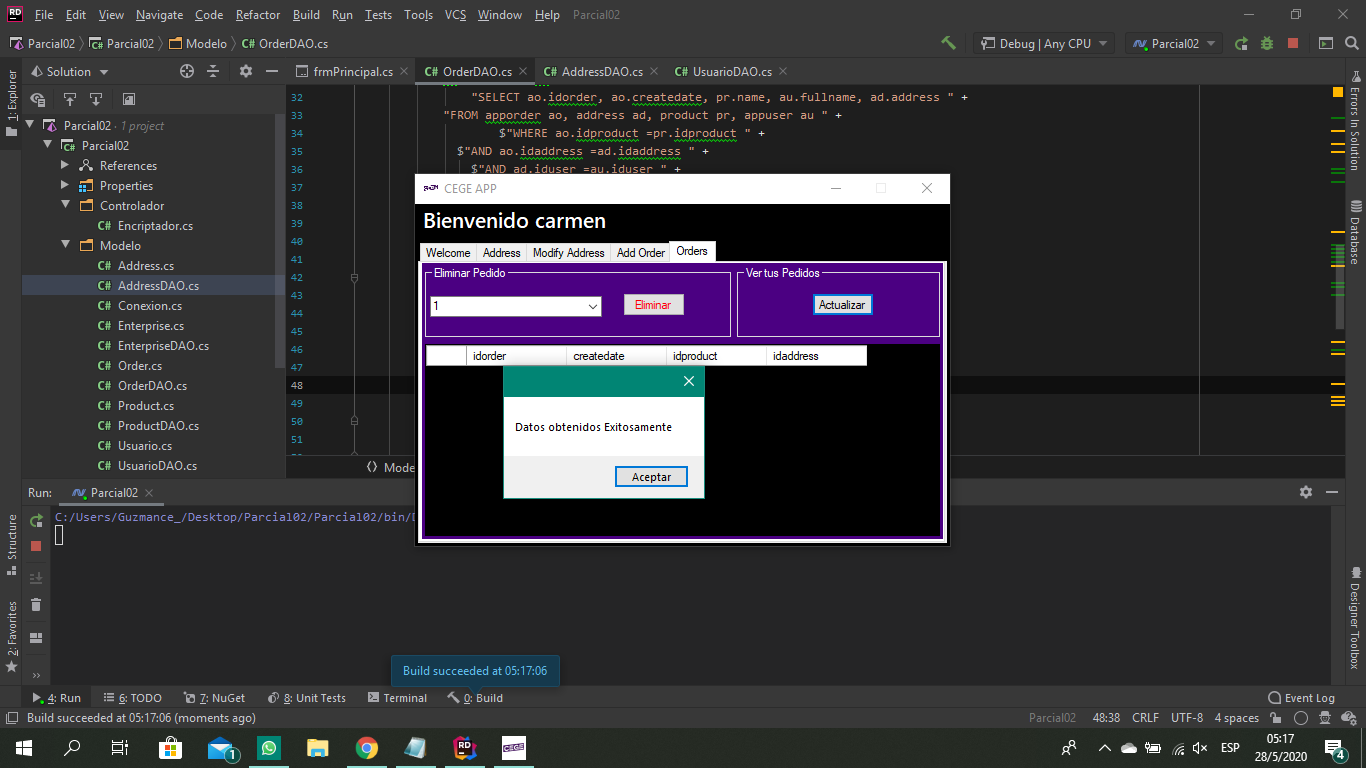 File Edit View Navigate Code Refactor Build Run Tests Tools VCS Window Help Parcial02
Parcial02 Parcial02 Modelo OrderDAO.cs
Debug | Any CPU Parcial02
Solution
frmPrincipal.cs OrderDAO.cs AddressDAO.cs UsuarioDAO.cs
1: Explorer
Parcial02 · 1 project
Parcial02
References
Properties
Controlador
Encriptador.cs
Modelo
Address.cs
AddressDAO.cs
Conexion.cs
Enterprise.cs
EnterpriseDAO.cs
Order.cs
OrderDAO.cs
Product.cs
ProductDAO.cs
Usuario.cs
UsuarioDAO.cs
32 "SELECT ao.idorder, ao.createdate, pr.name, au.fullname, ad.address " +
33 "FROM apporder ao, address ad, product pr, appuser au " +
34 $"WHERE ao.idproduct =pr.idproduct " +
35 $"AND ao.idaddress =ad.idaddress " +
36 $"AND ad.iduser =au.iduser " +
37
38
39
40
41
42
43
44
45
46
47
48
49
50
51
Mode
CEGE APP
Bienvenido carmen
Welcome Address Modify Address Add Order Orders
Eliminar Pedido
1
Eliminar
Ver tus Pedidos
Actualizar
idorder createdate idproduct idaddress
Datos obtenidos Exitosamente
Aceptar
Errors In Solution
Database
Designer Toolbox
Structure
2: Favorites
Run: Parcial02
C:/Users/Guzmance_/Desktop/Parcial02/Parcial02/bin/
Build succeeded at 05:17:06
4: Run 6: TODO 7: NuGet 8: Unit Tests Terminal 0: Build Event Log
Build succeeded at 05:17:06 (moments ago) Parcial02 48:38 CRLF UTF-8 4 spaces
1
RD
CEGE
ESP
05:17
28/5/2020
4